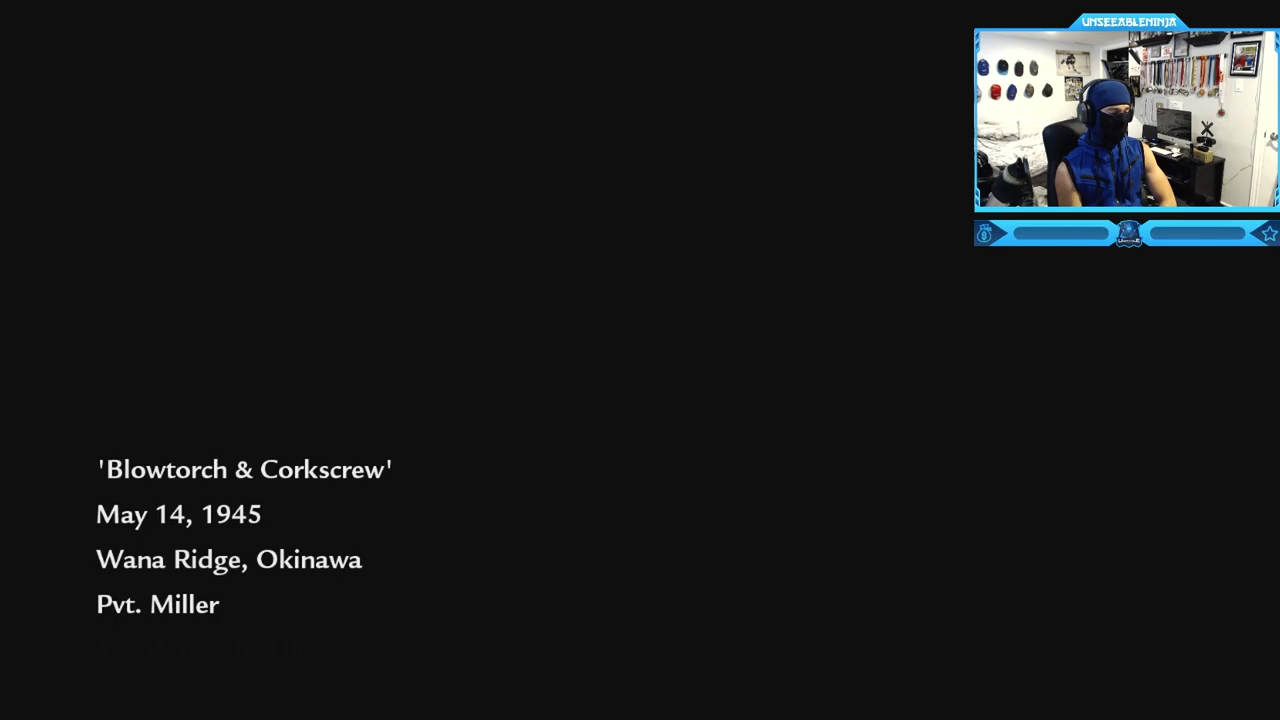 UNSEEABLENINJA
'Blowtorch & Corkscrew'
May 14, 1945
Wana Ridge, Okinawa
Pvt. Miller